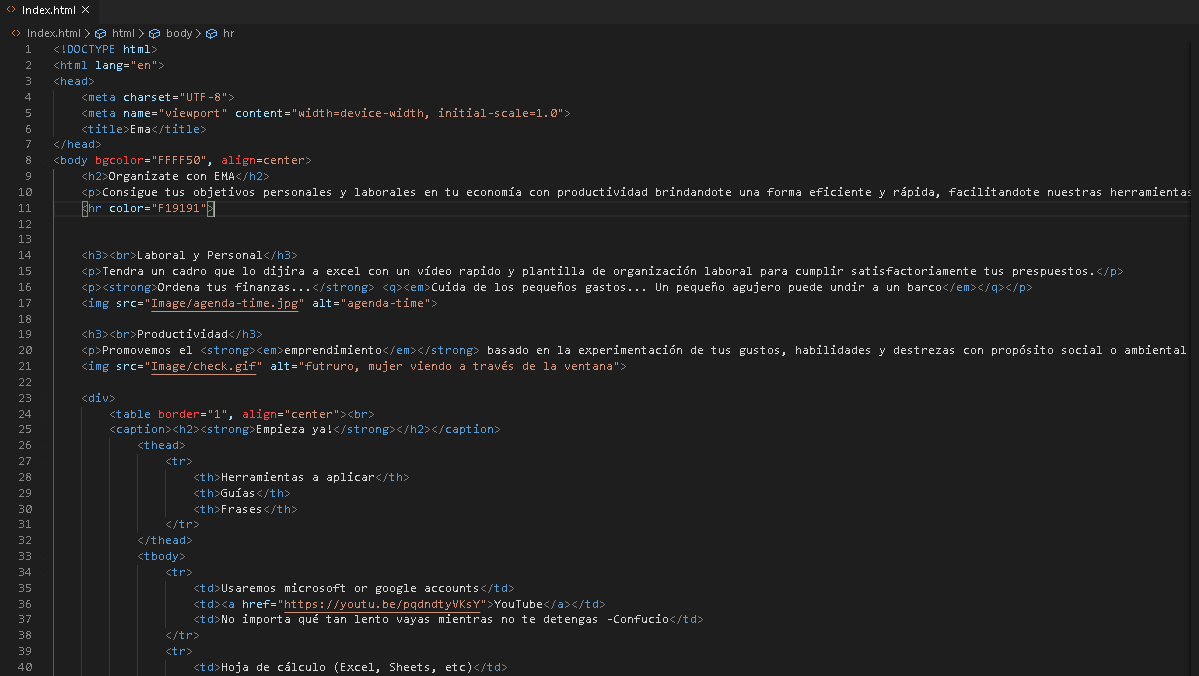 Index.html
Index.html > html > body > hr
1 <!DOCTYPE html>
2 <html lang="en">
3 <head>
4 <meta charset="UTF-8">
5 <meta name="viewport" content="width=device-width, initial-scale=1.0">
6 <title>Ema</title>
7 </head>
8 <body bgcolor="FFFF50", align=center>
9 <h2>Organizate con EMA</h2>
10 <p>Consigue tus objetivos personales y laborales en tu economía con productividad brindandote una forma eficiente y rápida, facilitandote nuestras herramientas
11 <hr color="F19191">
12
13
14 <h3><br>Laboral y Personal</h3>
15 <p>Tendra un cadro que lo dijira a excel con un vídeo rapido y plantilla de organización laboral para cumplir satisfactoriamente tus prespuestos.</p>
16 <p><strong>Ordena tus finanzas...</strong> <q><em>Cuida de los pequeños gastos... Un pequeño agujero puede undir a un barco</em></q></p>
17 <img src="Image/agenda-time.jpg" alt="agenda-time">
18
19 <h3><br>Productividad</h3>
20 <p>Promovemos el <strong><em>emprendimiento</em></strong> basado en la experimentación de tus gustos, habilidades y destrezas con propósito social o ambiental
21 <img src="Image/check.gif" alt="futruro, mujer viendo a través de la ventana">
22
23 <div>
24 <table border="1", align="center"><br>
25 <caption><h2><strong>Empieza ya!</strong></h2></caption>
26 <thead>
27 <tr>
28 <th>Herramientas a aplicar</th>
29 <th>Guías</th>
30 <th>Frases</th>
31 </tr>
32 </thead>
33 <tbody>
34 <tr>
35 <td>Usaremos microsoft or google accounts</td>
36 <td><a href="https://youtu.be/pqdndtyVKsY">YouTube</a></td>
37 <td>No importa qué tan lento vayas mientras no te detengas -Confucio</td>
38 </tr>
39 <tr>
40 <td>Hoja de cálculo (Excel, Sheets, etc)</td>